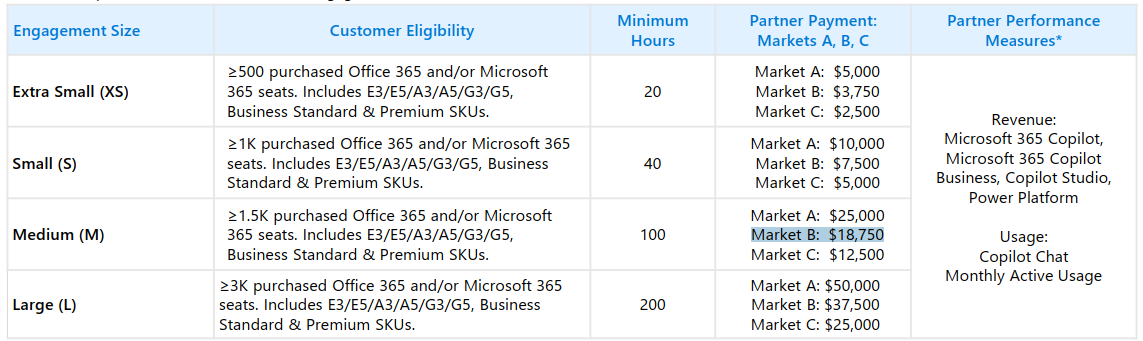 Engagement Size
Customer Eligibility
Minimum
Hours
Partner Payment:
Markets A, B, C
Partner Performance
Measures*
Extra Small (XS)
≥500 purchased Office 365 and/or Microsoft
365 seats. Includes E3/E5/A3/A5/G3/G5,
Business Standard & Premium SKUs.
20
Market A:  $5,000
Market B:  $3,750
Market C:  $2,500
Small (S)
≥1K purchased Office 365 and/or Microsoft 365
seats. Includes E3/E5/A3/A5/G3/G5, Business
Standard & Premium SKUs.
40
Market A:  $10,000
Market B:  $7,500
Market C:  $5,000
Medium (M)
≥1.5K purchased Office 365 and/or Microsoft
365 seats. Includes E3/E5/A3/A5/G3/G5,
Business Standard & Premium SKUs.
100
Market A:  $25,000
Market B:  $18,750
Market C:  $12,500
Large (L)
≥3K purchased Office 365 and/or Microsoft 365
seats. Includes E3/E5/A3/A5/G3/G5, Business
Standard & Premium SKUs.
200
Market A: $50,000
Market B: $37,500
Market C: $25,000
Revenue:
Microsoft 365 Copilot,
Microsoft 365 Copilot
Business, Copilot Studio,
Power Platform
Usage:
Copilot Chat
Monthly Active Usage